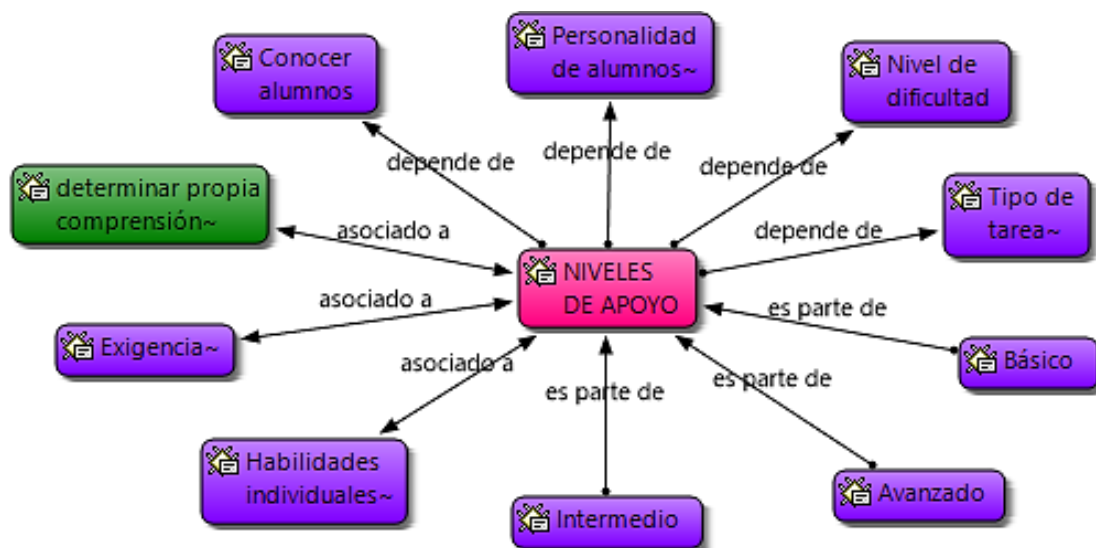 Personalidad
de alumnos~
Conocer
alumnos
Nivel de
dificultad
depende de
depende de
depende de
determinar propia
comprensión~
Tipo de
tarea~
asociado a
depende de
NIVELES
DE APOYO
asociado a
es parte de
Exigencia~
Básico
asociado a
es parte de
es parte de
Habilidades
individuales~
Avanzado
Intermedio